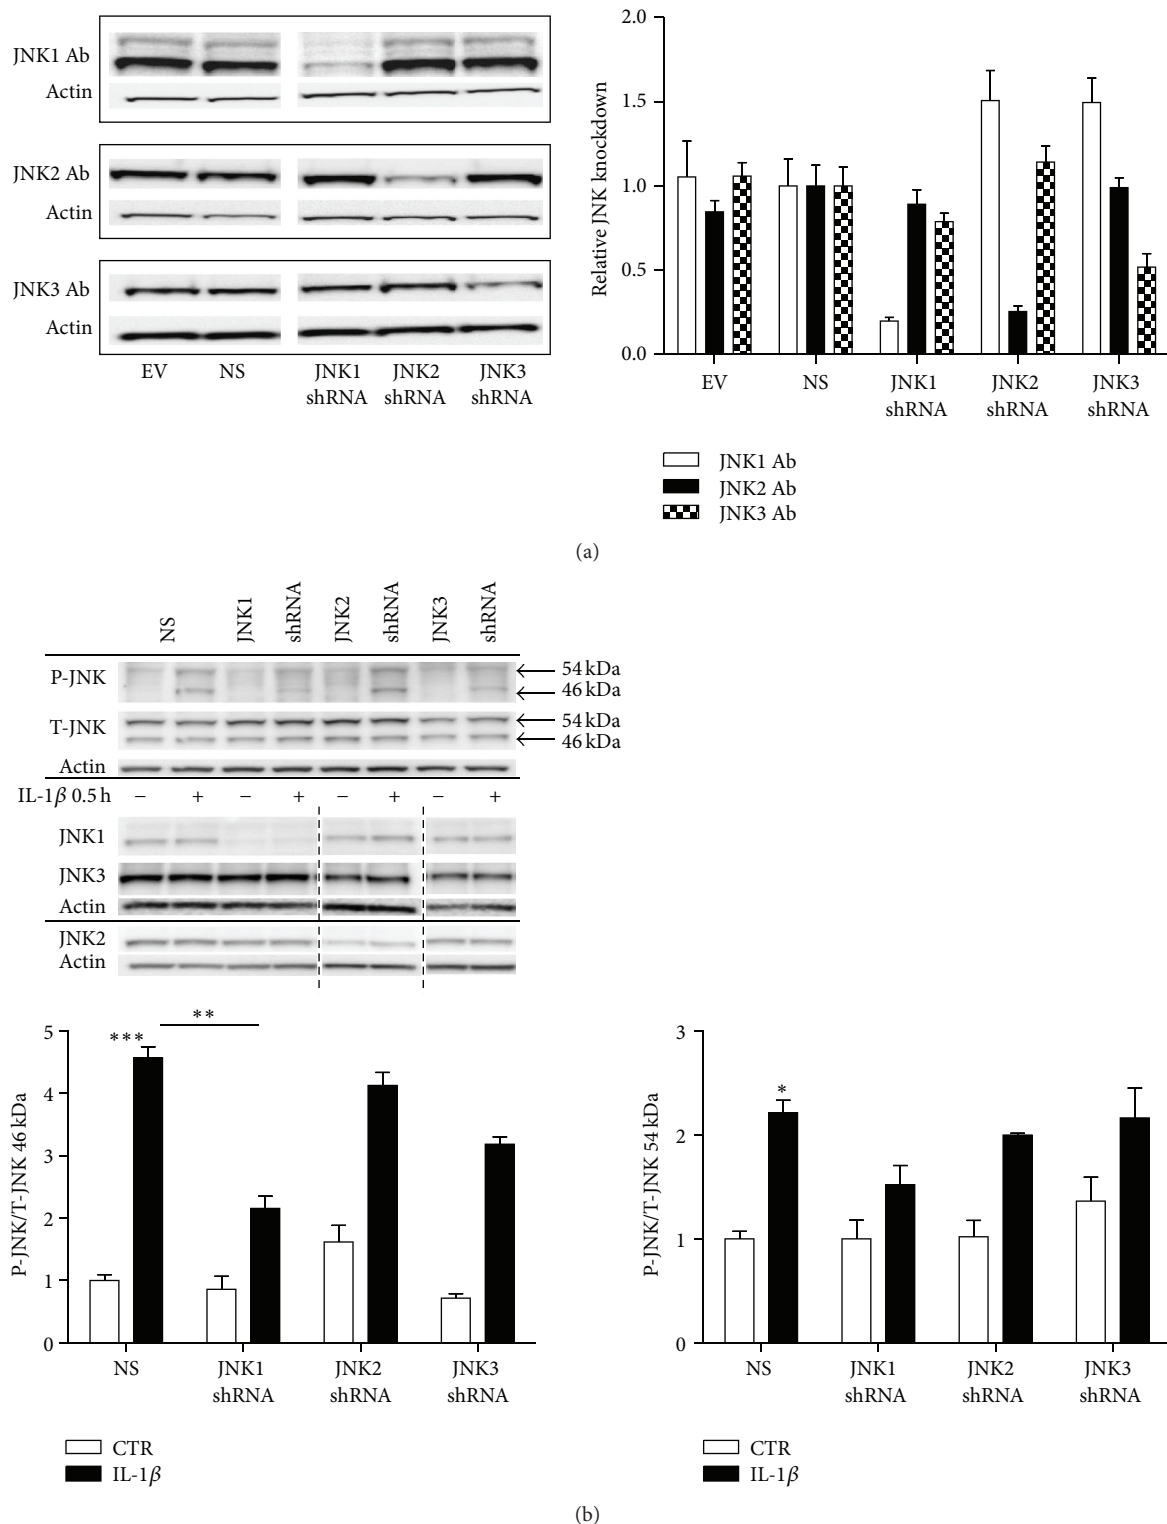 JNK1 Ab
Actin
JNK2 Ab
Actin
JNK3 Ab
Actin
EV NS JNK1 shRNA JNK2 shRNA JNK3 shRNA
Relative JNK knockdown
2.0
1.5
1.0
0.5
0.0
EV NS JNK1 shRNA JNK2 shRNA JNK3 shRNA
JNK1 Ab
JNK2 Ab
JNK3 Ab
(a)
NS JNK1 shRNA JNK2 shRNA JNK3 shRNA
P-JNK
54 kDa
46 kDa
T-JNK
54 kDa
46 kDa
Actin
IL-1β 0.5 h − + − + − + − +
JNK1
JNK3
Actin
JNK2
Actin
P-JNK/T-JNK 46 kDa
5
4
3
2
1
0
***
**
NS JNK1 shRNA JNK2 shRNA JNK3 shRNA
CTR
IL-1β
P-JNK/T-JNK 54 kDa
3
2
1
0
*
NS JNK1 shRNA JNK2 shRNA JNK3 shRNA
CTR
IL-1β
(b)